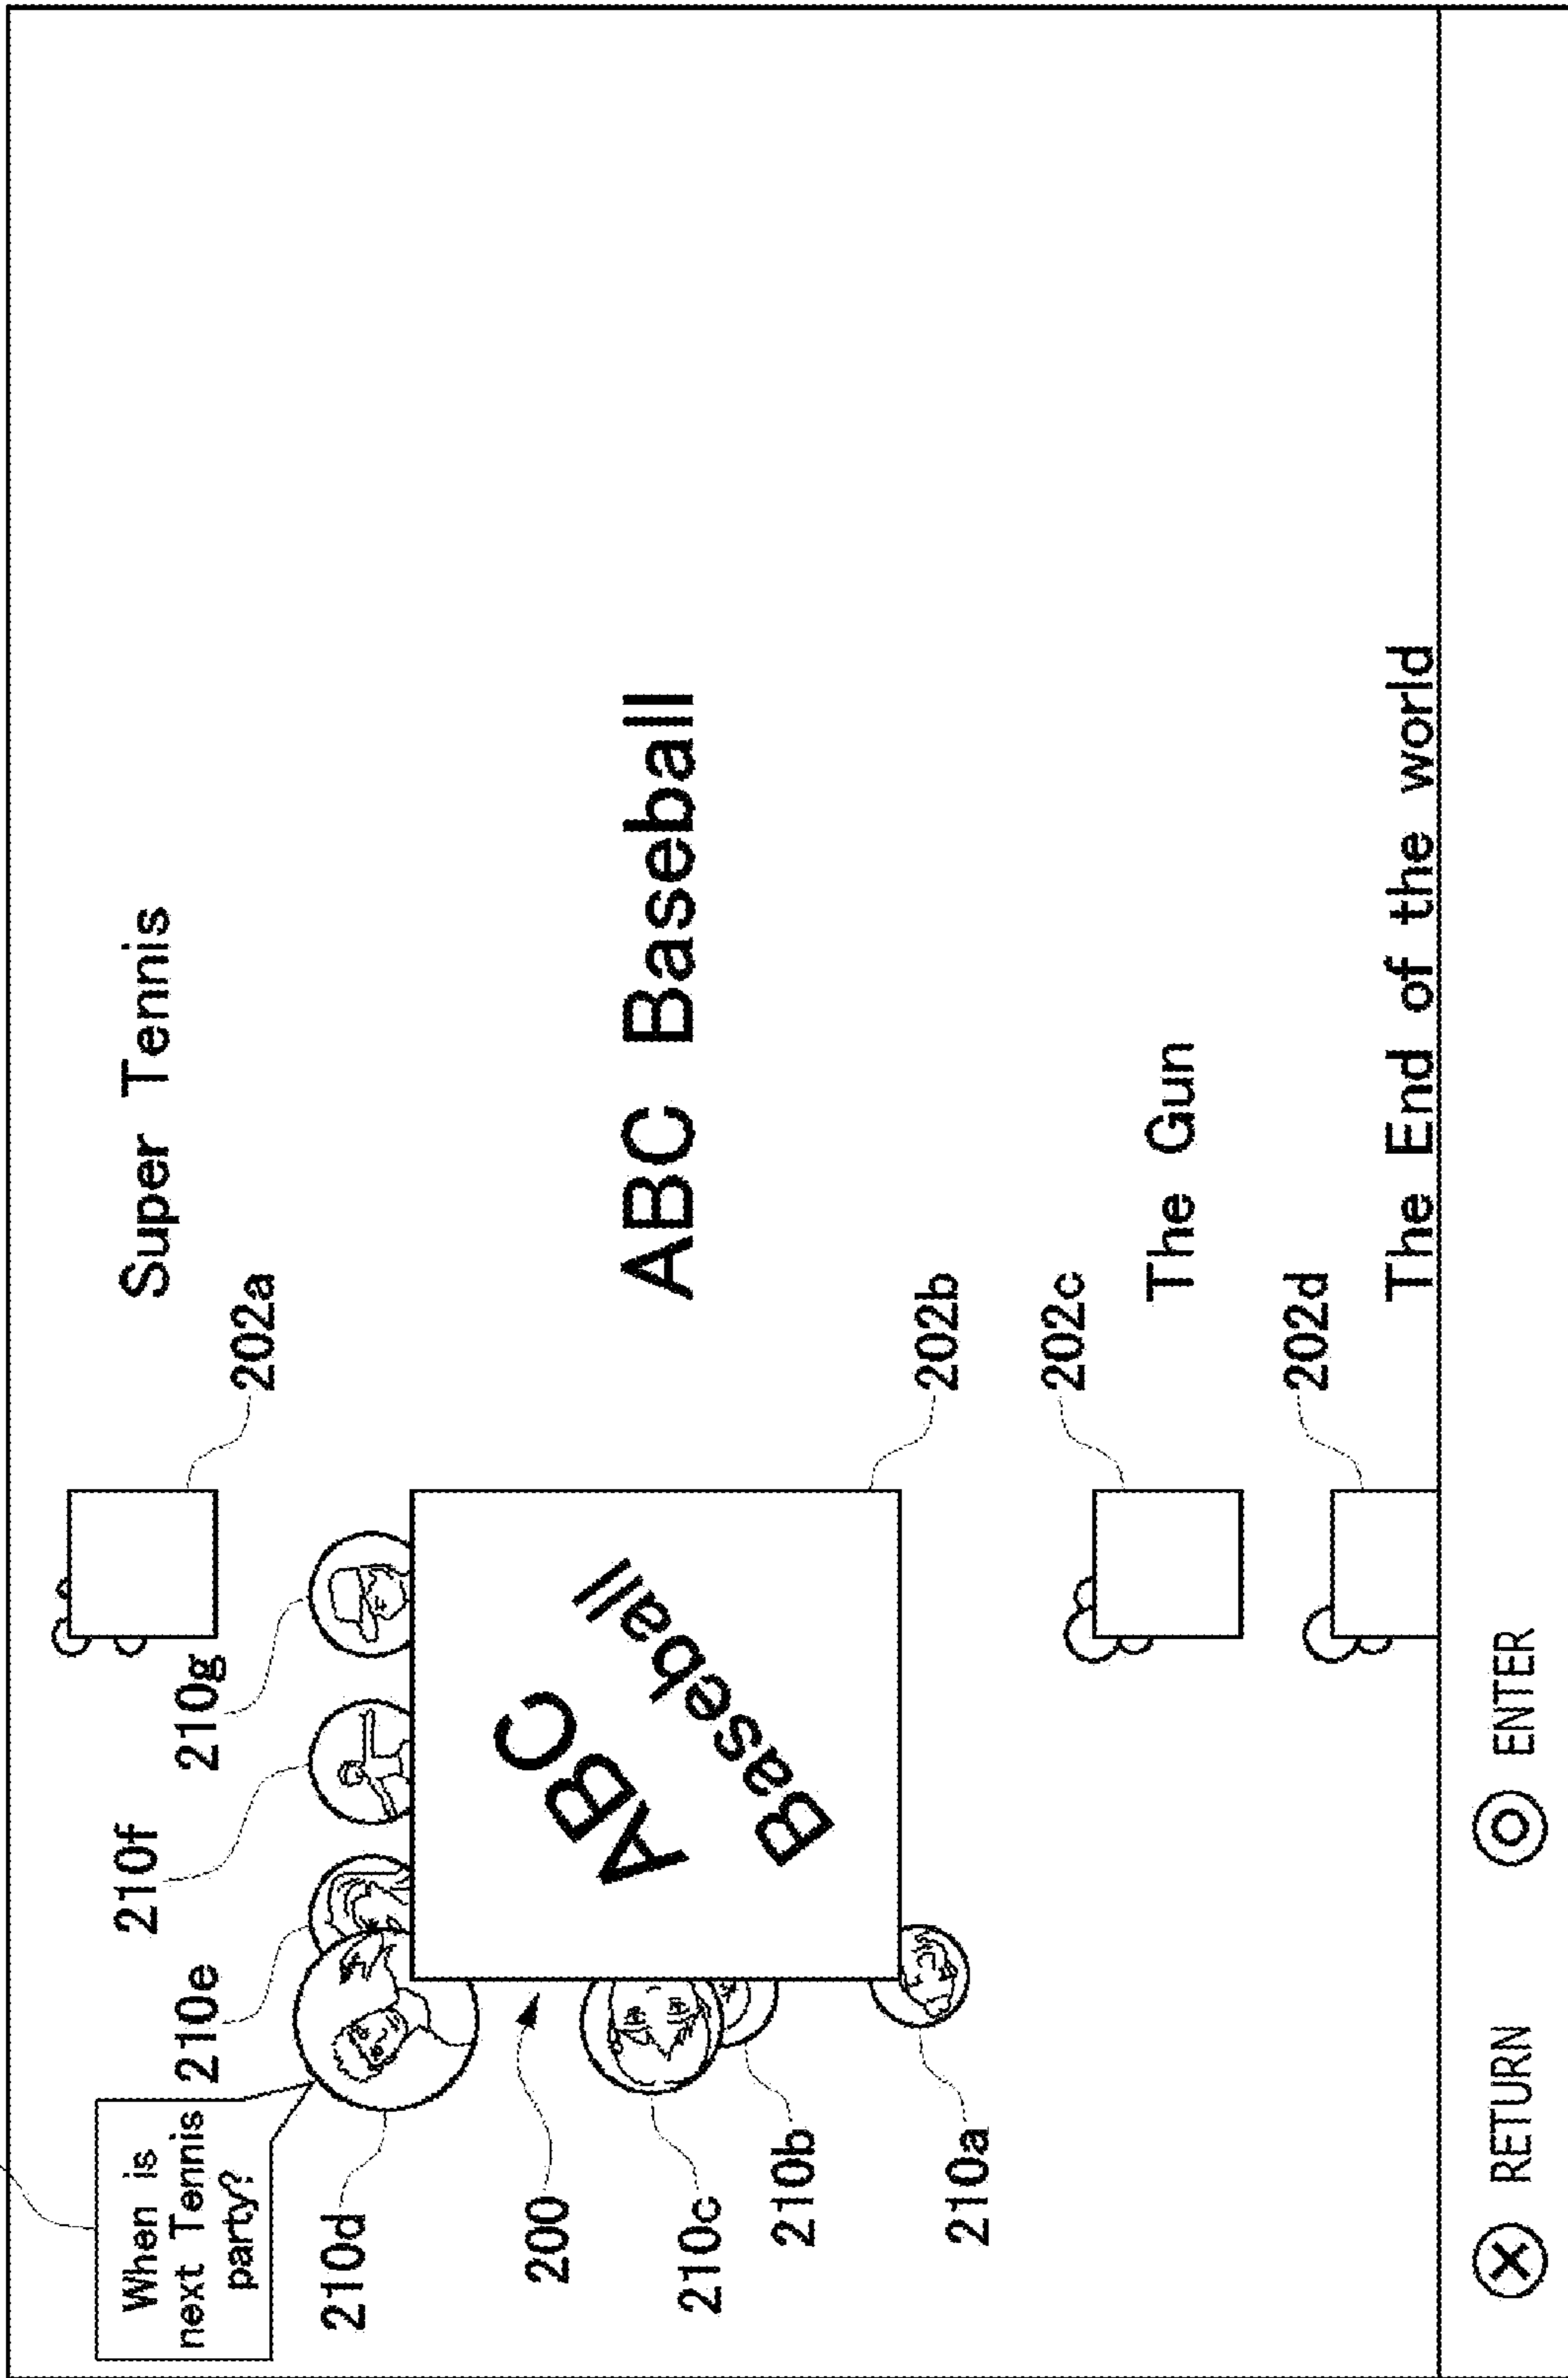 When is
next Tennis
party?
Super Tennis
202a
210g
210f
210e
210d
ABC
Baseball
ABC Baseball
200
210c
210b
210a
202b
202c
The Gun
202d
The End of the world
RETURN
ENTER